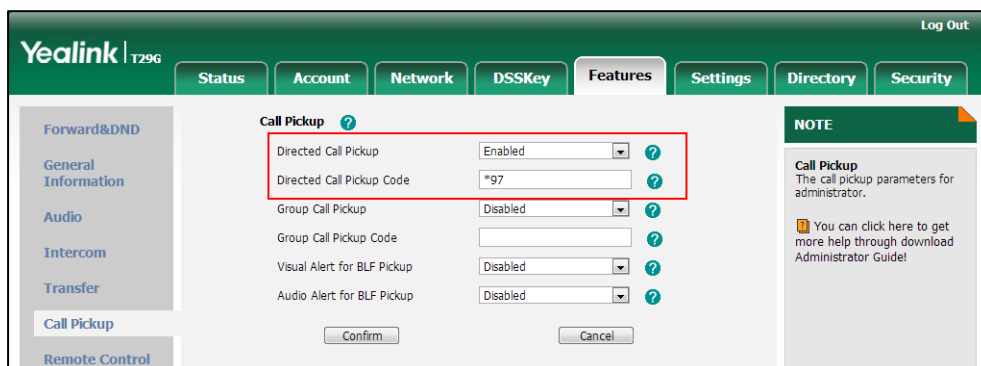 Log Out
Yealink T29G
Status Account Network DSSKey Features Settings Directory Security
Forward&DND
General
Information
Audio
Intercom
Transfer
Call Pickup
Remote Control
Call Pickup ?
Directed Call Pickup Enabled ?
Directed Call Pickup Code *97 ?
Group Call Pickup Disabled ?
Group Call Pickup Code ?
Visual Alert for BLF Pickup Disabled ?
Audio Alert for BLF Pickup Disabled ?
Confirm Cancel
NOTE
Call Pickup
The call pickup parameters for
administrator.
? You can click here to get
more help through download
Administrator Guide!